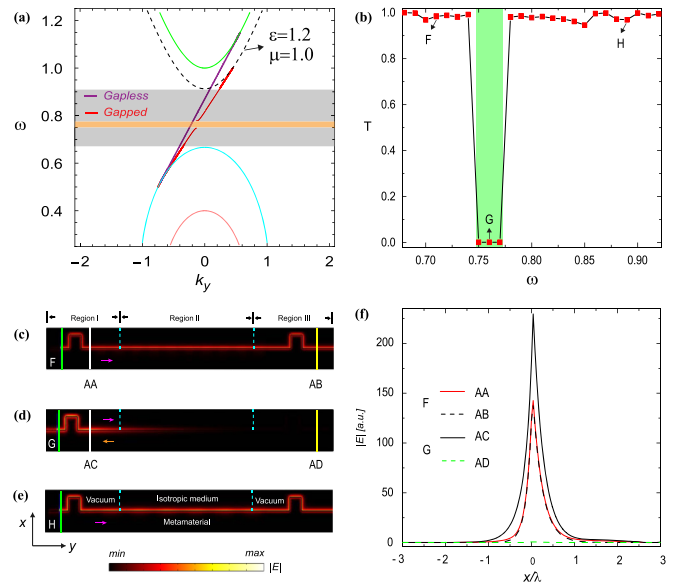 (a)
1.2
1.0
0.8
0.6
0.4
ω
ε=1.2
μ=1.0
Gapless
Gapped
-2
-1
0
1
2
k_y
(b)
1.0
0.8
0.6
0.4
0.2
0.0
T
F
H
G
0.70
0.75
0.80
0.85
0.90
ω
Region I
Region II
Region III
(c)
F
AA
AB
(d)
G
AC
AD
(e)
Vacuum
Isotropic medium
Vacuum
H
Metamaterial
x
y
min
max
|E|
(f)
200
150
100
50
0
|E| [a.u.]
F
G
AA
AB
AC
AD
-3
-2
-1
0
1
2
3
x/λ